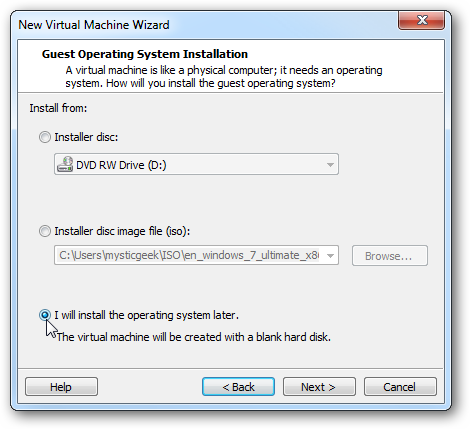 New Virtual Machine Wizard
Guest Operating System Installation
A virtual machine is like a physical computer; it needs an operating
system. How will you install the guest operating system?
Install from:
Installer disc:
DVD RW Drive (D:)
Installer disc image file (iso):
C:\Users\mysticgeek\ISO\en_windows_7_ultimate_x86
Browse...
I will install the operating system later.
The virtual machine will be created with a blank hard disk.
Help
< Back
Next >
Cancel